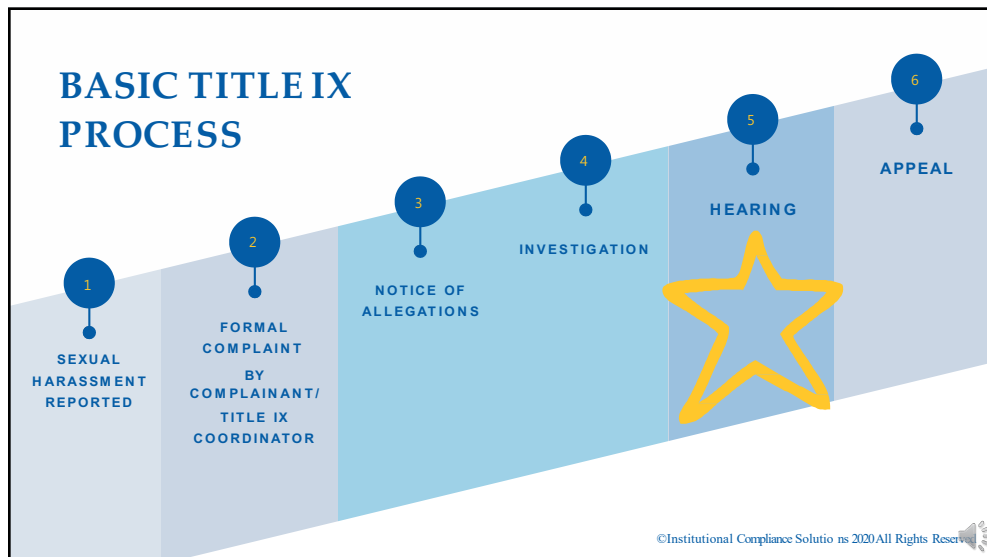 BASIC TITLE IX
PROCESS
1
SEXUAL
HARASSMENT
REPORTED
2
FORMAL
COMPLAINT
BY
COMPLAINANT/
TITLE IX
COORDINATOR
3
NOTICE OF
ALLEGATIONS
4
INVESTIGATION
5
HEARING
6
APPEAL
©Institutional Compliance Solutio ns 2020 All Rights Reserved